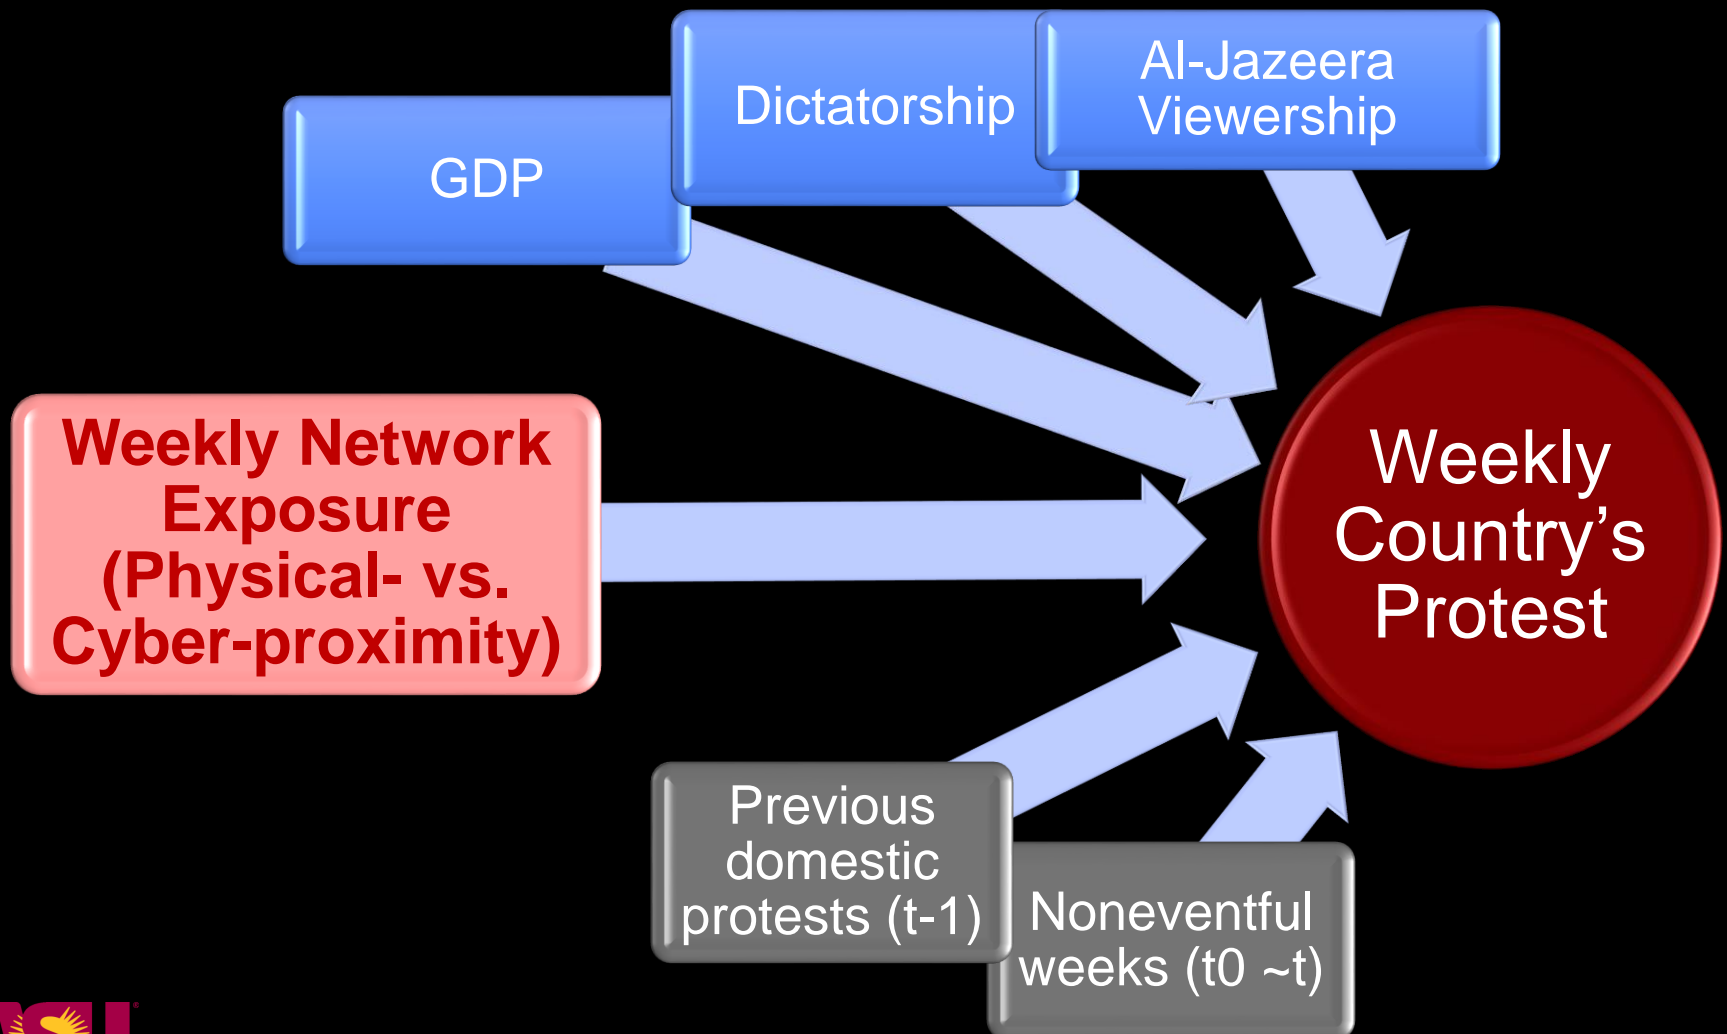 GDP
Dictatorship
Al-Jazeera
Viewership
Weekly Network
Exposure
(Physical- vs.
Cyber-proximity)
Weekly
Country’s
Protest
Previous
domestic
protests (t-1)
Noneventful
weeks (t0 ~t)